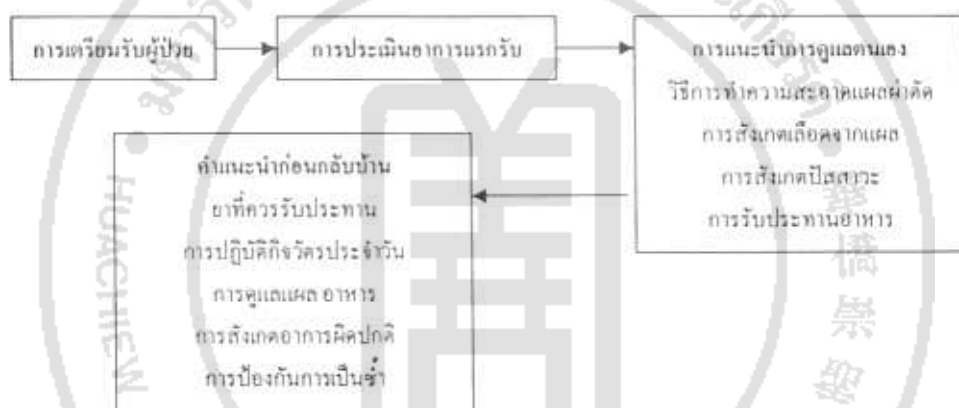 การเตรียมรับผู้ป่วย
การประเมินอาการแรกรับ
การแนะนำการดูแลตนเอง
วิธีการทำความสะอาดแผลผ่าตัด
การสังเกตเลือดจากแผล
การสังเกตปัสสาวะ
การรับประทานอาหาร
คำแนะนำก่อนกลับบ้าน
ยาที่ควรรับประทาน
การปฏิบัติกิจวัตรประจำวัน
การดูแลแผล อาหาร
การสังเกตอาการผิดปกติ
การป้องกันการเป็นซ้ำ
HUACHIEW
華
僑
崇